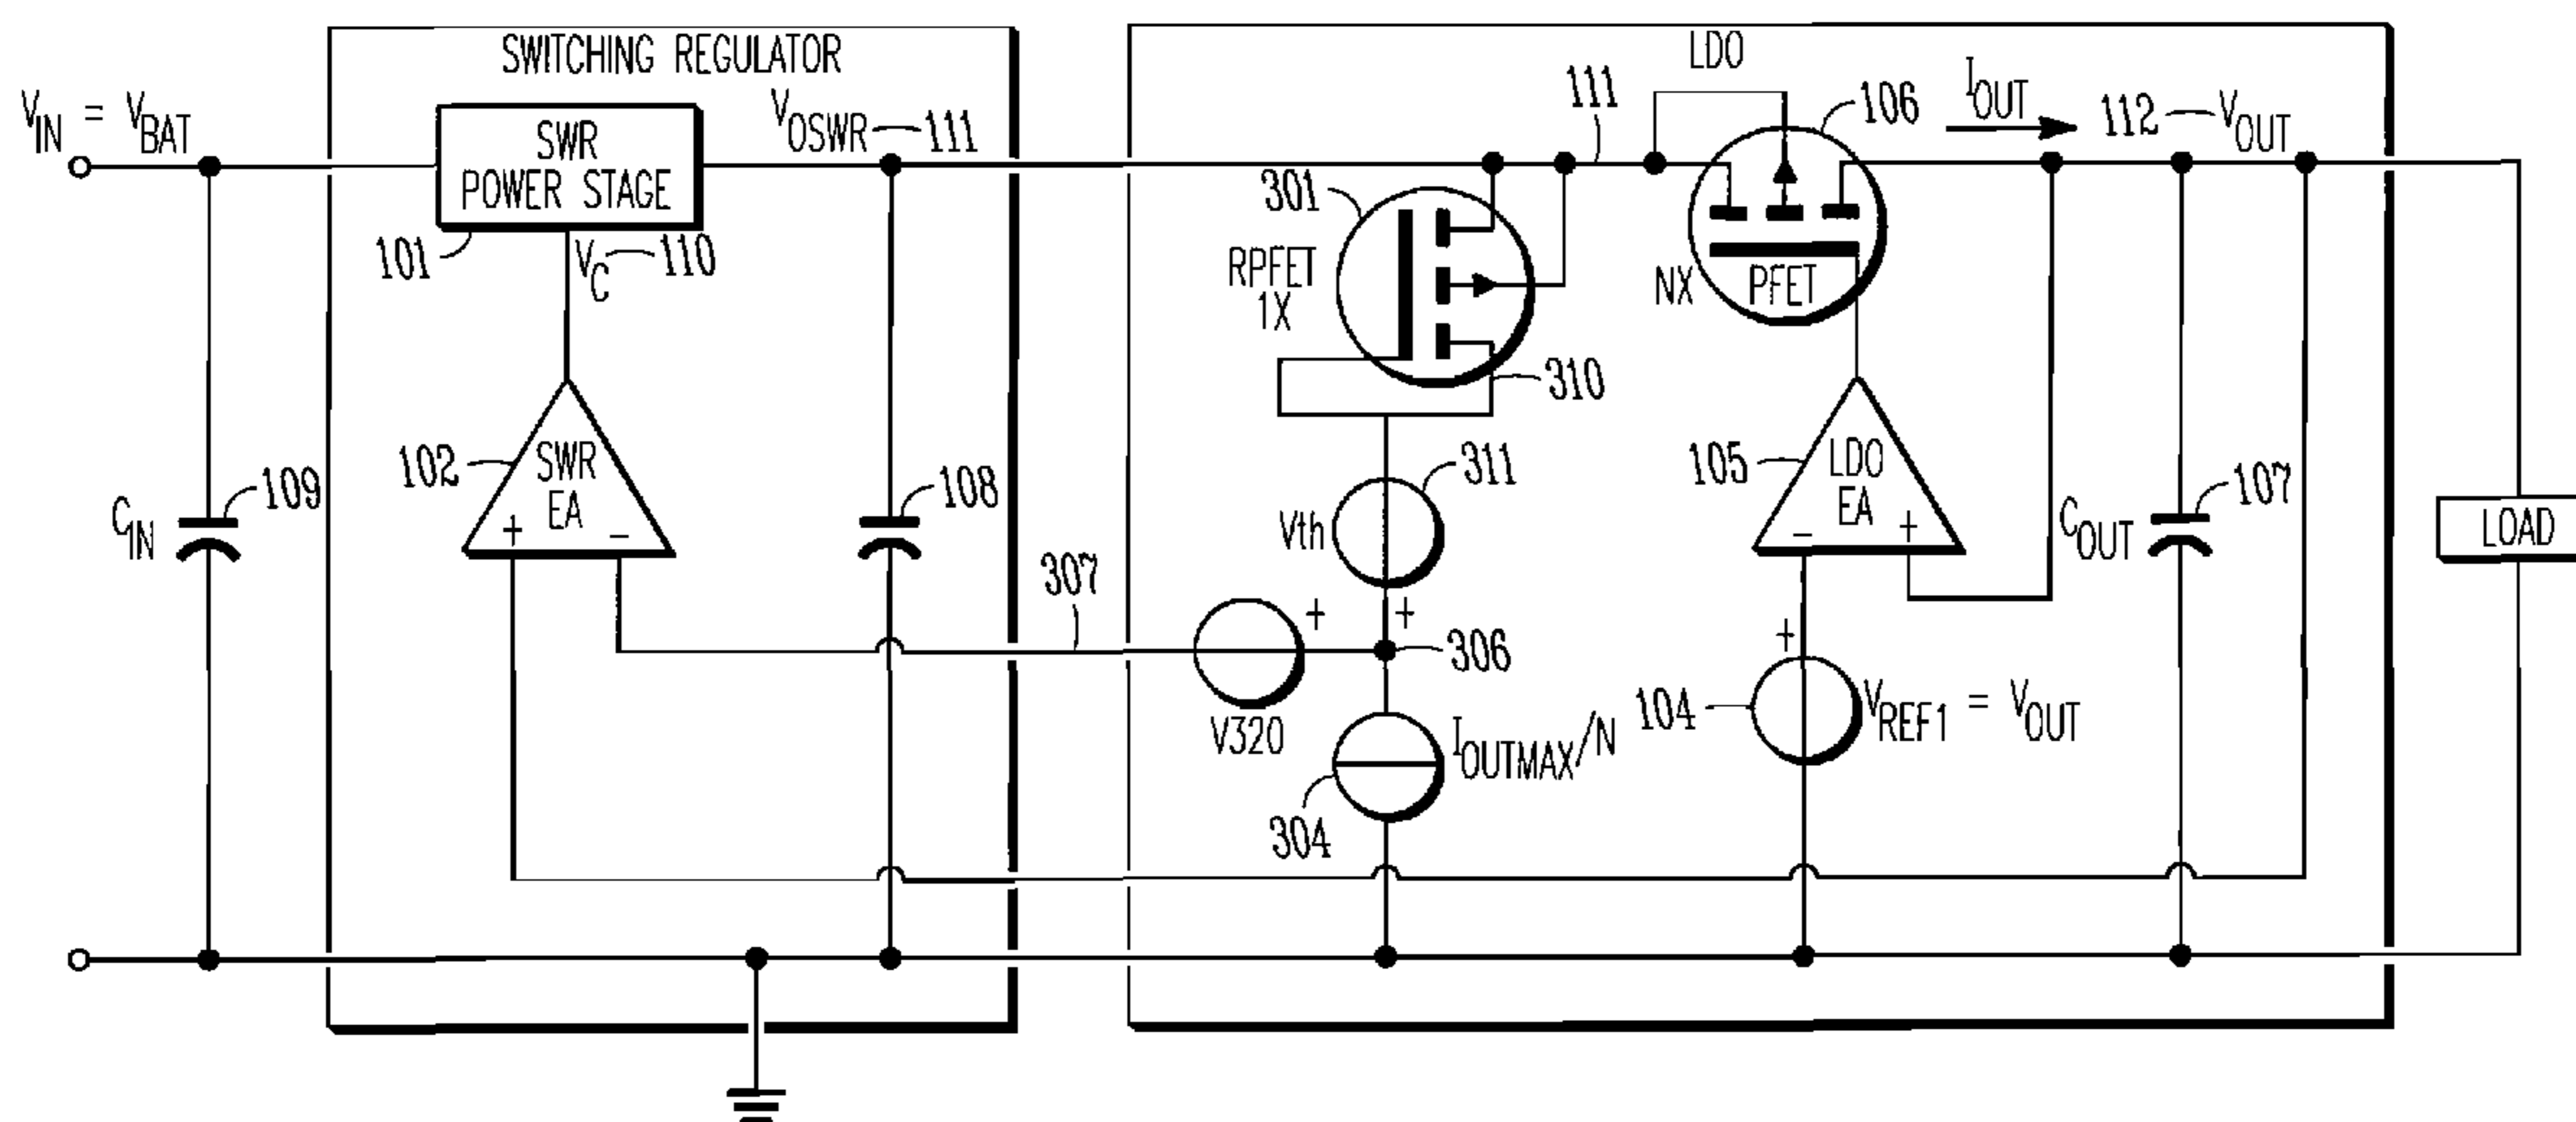 SWITCHING REGULATOR
LDO
V_IN = V_BAT
SWR
POWER STAGE
101
V_C 110
V_OSWR 111
111
106
I_OUT
112 V_OUT
301
RPFET
1X
310
NX
PFET
C_IN
109
102
SWR
EA
+ −
108
307
311
Vth
+
+
306
V320
I_OUTMAX/N
304
105
LDO
EA
− +
+
104
V_REF1 = V_OUT
C_OUT
107
LOAD